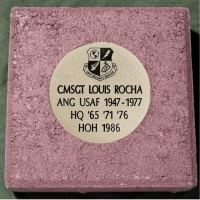 CMSGT LOUIS ROCHA
ANG USAF 1947-1977
HQ '65 '71 '76
HOH 1986